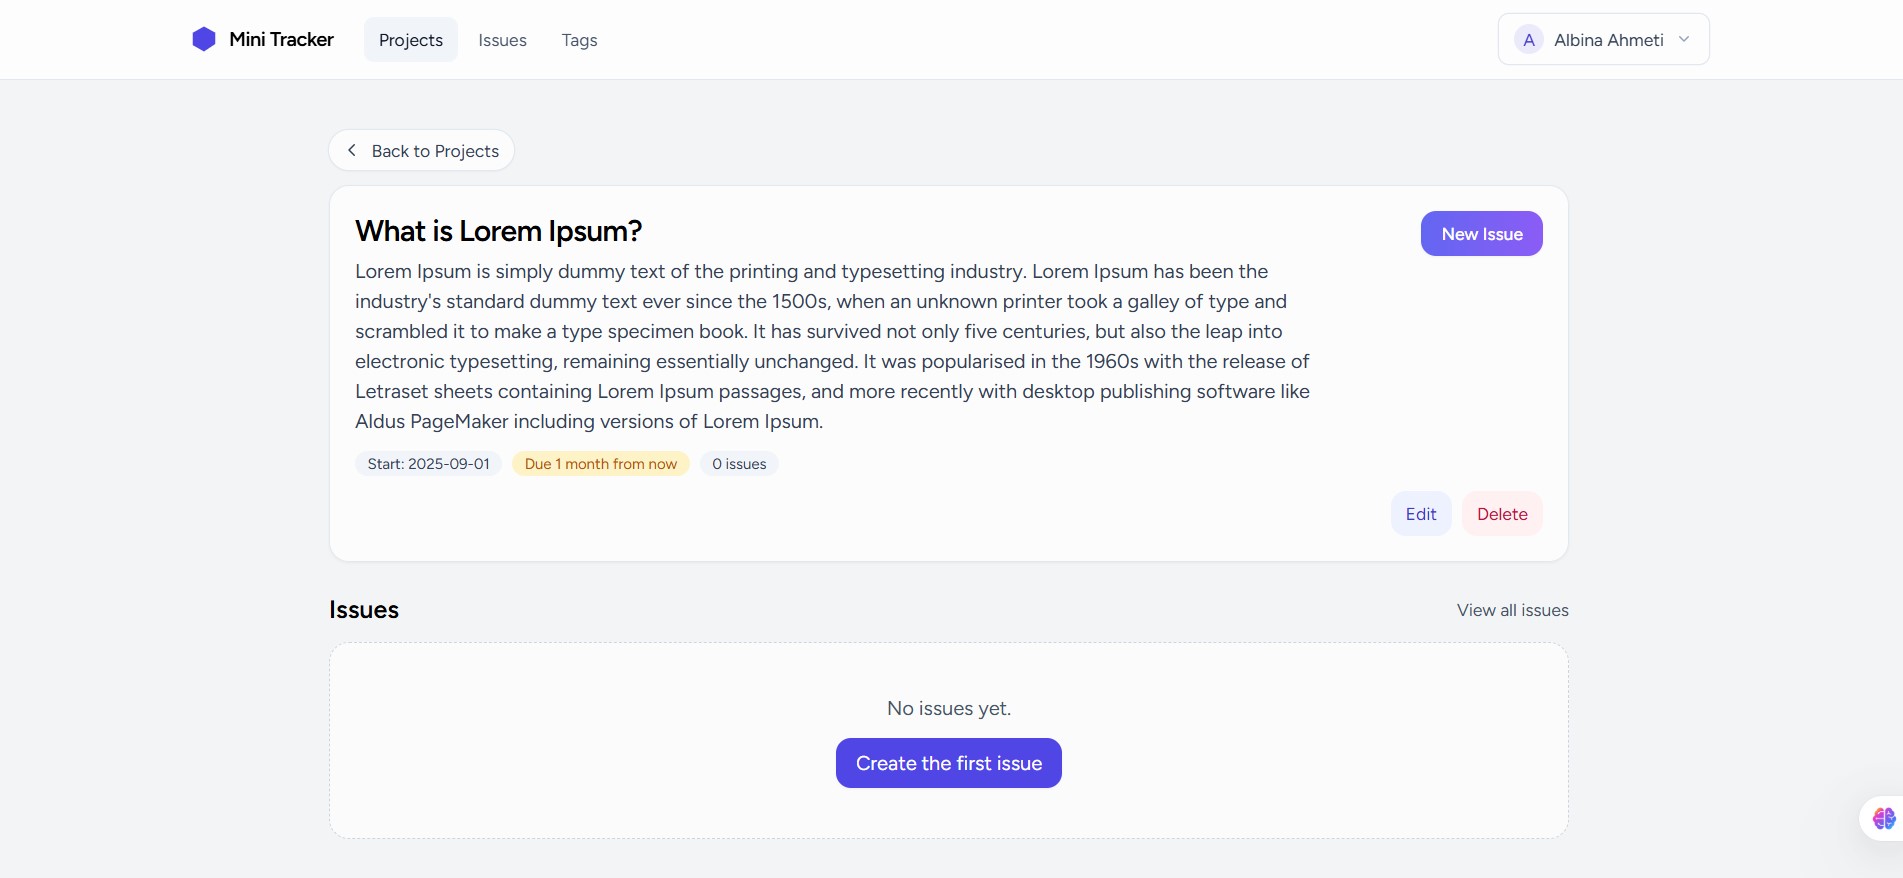 Mini Tracker
Projects
Issues
Tags
A
Albina Ahmeti
Back to Projects
What is Lorem Ipsum?
New Issue
Lorem Ipsum is simply dummy text of the printing and typesetting industry. Lorem Ipsum has been the
industry's standard dummy text ever since the 1500s, when an unknown printer took a galley of type and
scrambled it to make a type specimen book. It has survived not only five centuries, but also the leap into
electronic typesetting, remaining essentially unchanged. It was popularised in the 1960s with the release of
Letraset sheets containing Lorem Ipsum passages, and more recently with desktop publishing software like
Aldus PageMaker including versions of Lorem Ipsum.
Start: 2025-09-01
Due 1 month from now
0 issues
Edit
Delete
Issues
View all issues
No issues yet.
Create the first issue